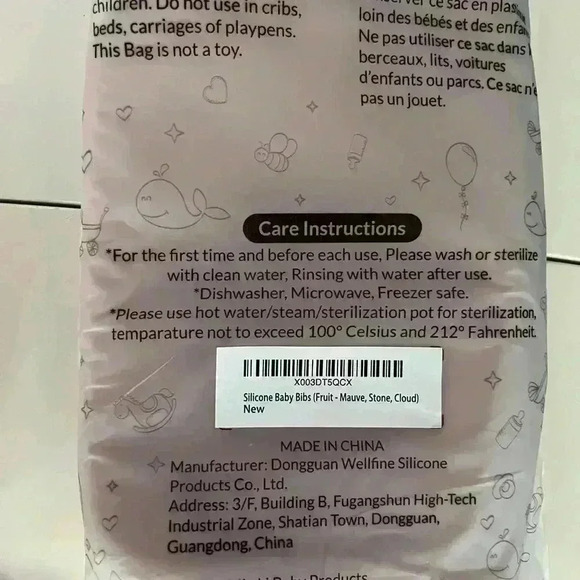 children. Do not use in cribs,
beds, carriages of playpens.
This Bag is not a toy.
ce sac en
loin des bébés et des
Ne pas utiliser ce sac dans
berceaux, lits, voitures
d'enfants ou parcs. Ce sac
pas un jouet.
Care Instructions
*For the first time and before each use, Please wash or sterilize
with clean water, Rinsing with water after use.
*Dishwasher, Microwave, Freezer safe.
*Please use hot water/steam/sterilization pot for sterilization,
temparature not to exceed 100° Celsius and 212° Fahrenheit.
X003DT5QCX
Silicone Baby Bibs (Fruit - Mauve, Stone, Cloud)
New
MADE IN CHINA
Manufacturer: Dongguan Wellfine Silicone
Products Co., Ltd.
Address: 3/F, Building B, Fugangshun High-Tech
Industrial Zone, Shatian Town, Dongguan,
Guangdong, China
Baby Products